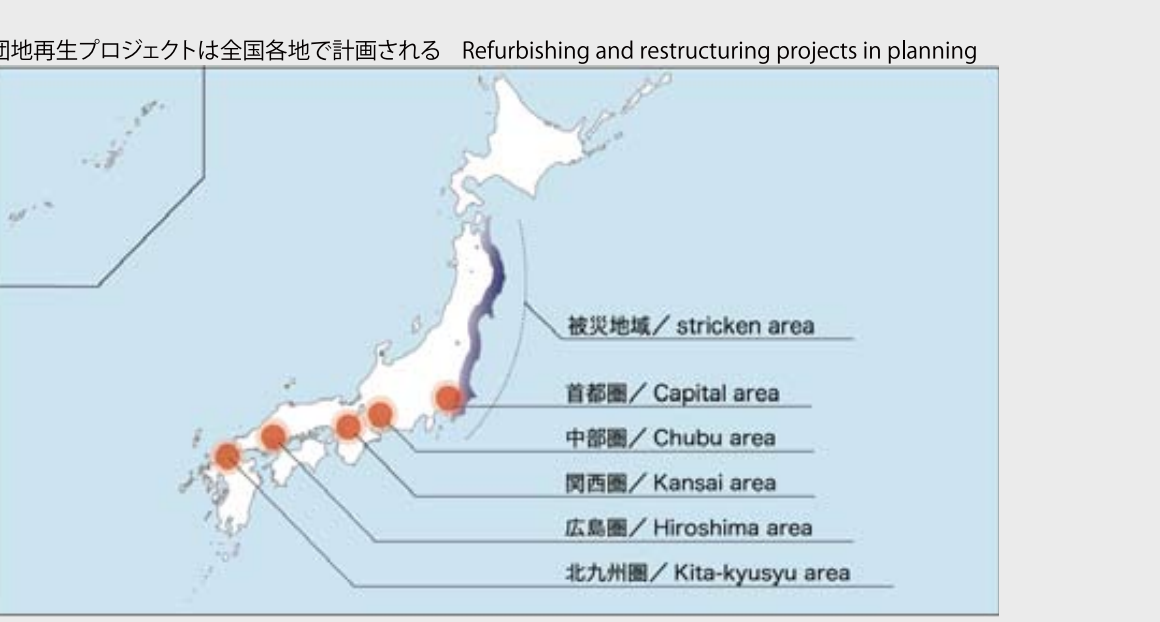 団地再生プロジェクトは全国各地で計画される Refurbishing and restructuring projects in planning
被災地域／ stricken area
首都圏／ Capital area
中部圏／ Chubu area
関西圏／ Kansai area
広島圏／ Hiroshima area
北九州圏／ Kita-kyusyu area